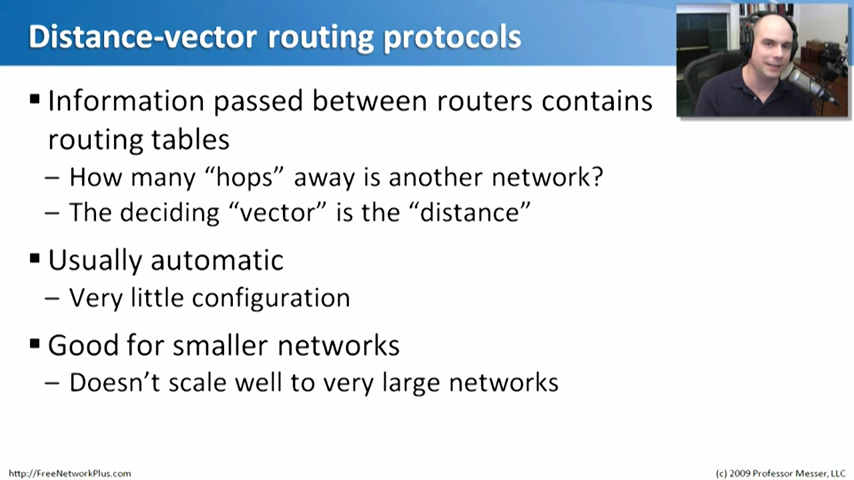 Distance-vector routing protocols
▪ Information passed between routers contains
routing tables
– How many “hops” away is another network?
– The deciding “vector” is the “distance”
▪ Usually automatic
– Very little configuration
▪ Good for smaller networks
– Doesn’t scale well to very large networks
http://FreeNetworkPlus.com
(c) 2009 Professor Messer, LLC